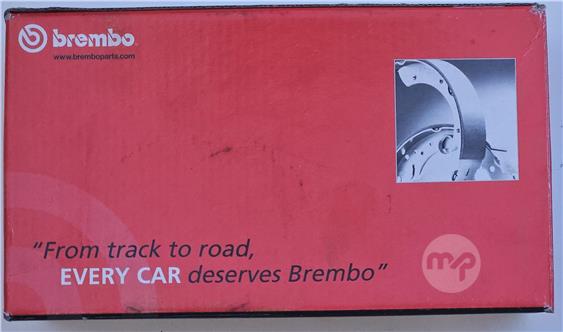 brembo
www.bremboparts.com
"From track to road,
EVERY CAR deserves Brembo"
mp